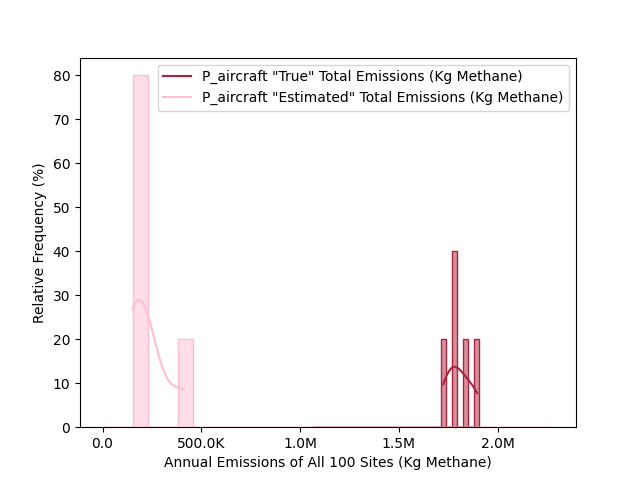 P_aircraft "True" Total Emissions (Kg Methane)
P_aircraft "Estimated" Total Emissions (Kg Methane)
80
70
60
50
40
30
20
10
0
Relative Frequency (%)
0.0 500.0K 1.0M 1.5M 2.0M
Annual Emissions of All 100 Sites (Kg Methane)